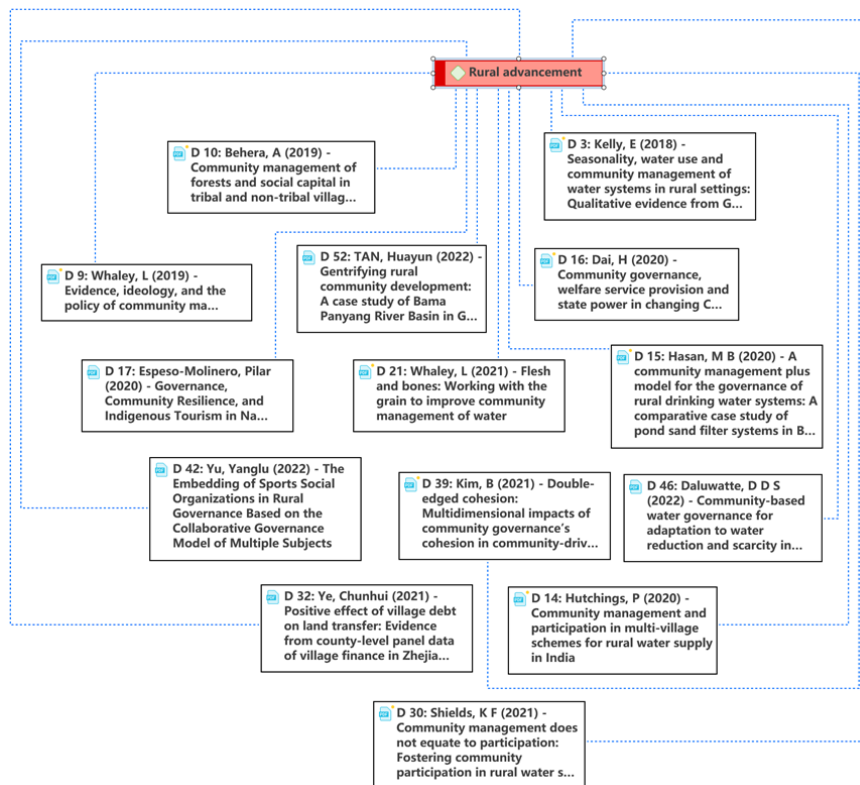 Rural advancement
D 10: Behera, A (2019) -
Community management of
forests and social capital in
tribal and non-tribal villag...
D 3: Kelly, E (2018) -
Seasonality, water use and
community management of
water systems in rural settings:
Qualitative evidence from G...
D 9: Whaley, L (2019) -
Evidence, ideology, and the
policy of community ma...
D 52: TAN, Huayun (2022) -
Gentrifying rural
community development:
A case study of Bama
Panyang River Basin in G...
D 16: Dai, H (2020) -
Community governance,
welfare service provision and
state power in changing C...
D 17: Espeso-Molinero, Pilar
(2020) - Governance,
Community Resilience, and
Indigenous Tourism in Na...
D 21: Whaley, L (2021) - Flesh
and bones: Working with the
grain to improve community
management of water
D 15: Hasan, M B (2020) - A
community management plus
model for the governance of
rural drinking water systems: A
comparative case study of
pond sand filter systems in B...
D 42: Yu, Yanglu (2022) - The
Embedding of Sports Social
Organizations in Rural
Governance Based on the
Collaborative Governance
Model of Multiple Subjects
D 39: Kim, B (2021) - Double-
edged cohesion:
Multidimensional impacts of
community governance's
cohesion in community-driv...
D 46: Daluwatte, D D S
(2022) - Community-based
water governance for
adaptation to water
reduction and scarcity in...
D 32: Ye, Chunhui (2021) -
Positive effect of village debt
on land transfer: Evidence
from county-level panel data
of village finance in Zhejia...
D 14: Hutchings, P (2020) -
Community management and
participation in multi-village
schemes for rural water supply
in India
D 30: Shields, K F (2021) -
Community management does
not equate to participation:
Fostering community
participation in rural water s...